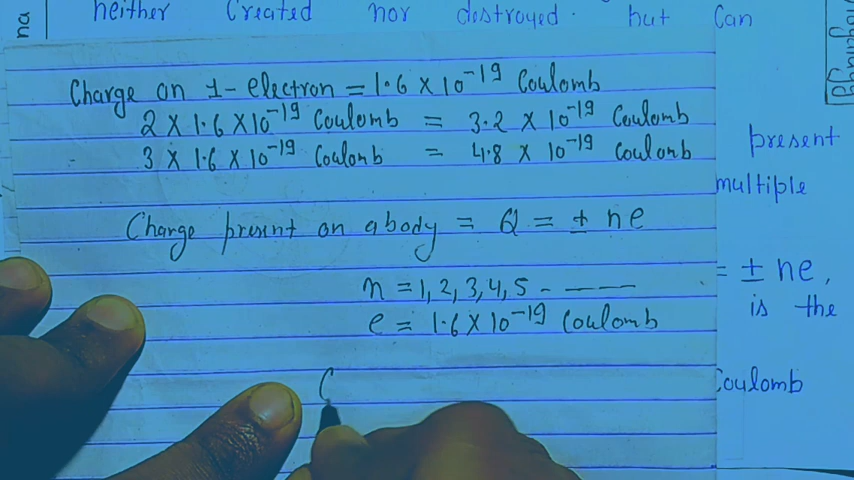 na
neither Created nor destroyed. but Can
Charge on 1-electron = 1.6 × 10⁻¹⁹ Coulomb
2 × 1.6 × 10⁻¹⁹ Coulomb = 3.2 × 10⁻¹⁹ Coulomb
3 × 1.6 × 10⁻¹⁹ Coulomb = 4.8 × 10⁻¹⁹ Coulomb
present
multiple
Charge present on a body = Q = ± ne
= ± ne,
n = 1, 2, 3, 4, 5 - — — —
is the
e = 1.6 × 10⁻¹⁹ Coulomb
Coulomb
(